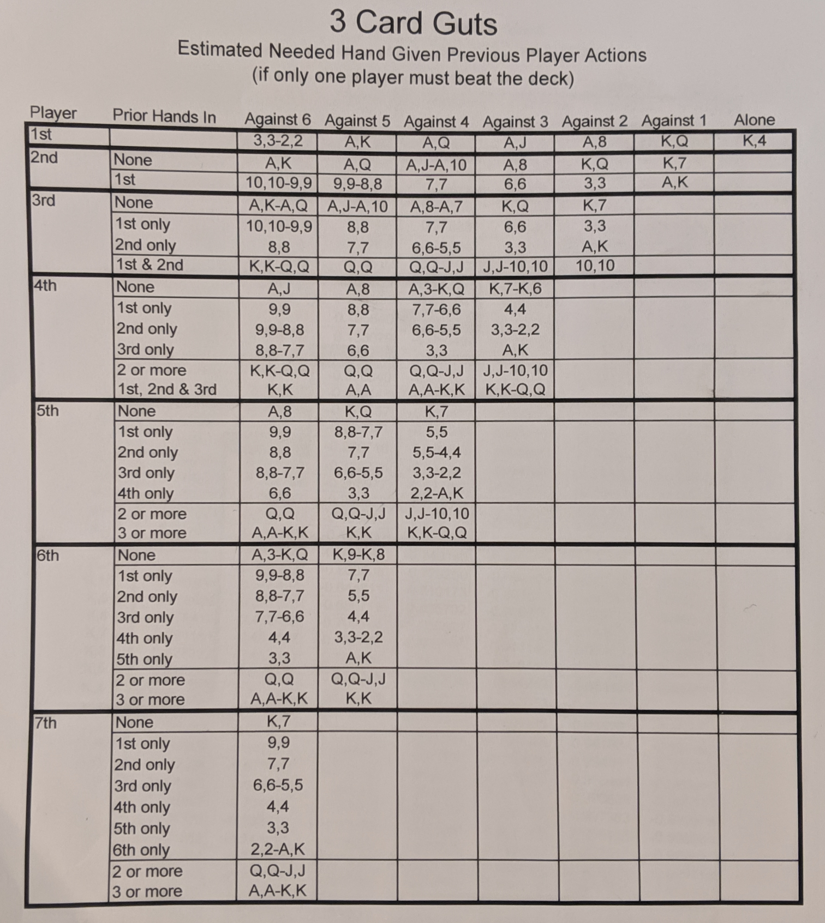 3 Card Guts
Estimated Needed Hand Given Previous Player Actions
(if only one player must beat the deck)
Player Prior Hands In Against 6 Against 5 Against 4 Against 3 Against 2 Against 1 Alone
1st 3,3-2,2 A,K A,Q A,J A,8 K,Q K,4
2nd None A,K A,Q A,J-A,10 A,8 K,Q K,7
1st 10,10-9,9 9,9-8,8 7,7 6,6 3,3 A,K
3rd None A,K-A,Q A,J-A,10 A,8-A,7 K,Q K,7
1st only 10,10-9,9 8,8 7,7 6,6 3,3
2nd only 8,8 7,7 6,6-5,5 3,3 A,K
1st & 2nd K,K-Q,Q Q,Q Q,Q-J,J J,J-10,10 10,10
4th None A,J A,8 A,3-K,Q K,7-K,6
1st only 9,9 8,8 7,7-6,6 4,4
2nd only 9,9-8,8 7,7 6,6-5,5 3,3-2,2
3rd only 8,8-7,7 6,6 3,3 A,K
2 or more K,K-Q,Q Q,Q Q,Q-J,J J,J-10,10
1st, 2nd & 3rd K,K A,A A,A-K,K K,K-Q,Q
5th None A,8 K,Q K,7
1st only 9,9 8,8-7,7 5,5
2nd only 8,8 7,7 5,5-4,4
3rd only 8,8-7,7 6,6-5,5 3,3-2,2
4th only 6,6 3,3 2,2-A,K
2 or more Q,Q Q,Q-J,J J,J-10,10
3 or more A,A-K,K K,K K,K-Q,Q
6th None A,3-K,Q K,9-K,8
1st only 9,9-8,8 7,7
2nd only 8,8-7,7 5,5
3rd only 7,7-6,6 4,4
4th only 4,4 3,3-2,2
5th only 3,3 A,K
2 or more Q,Q Q,Q-J,J
3 or more A,A-K,K K,K
7th None K,7
1st only 9,9
2nd only 7,7
3rd only 6,6-5,5
4th only 4,4
5th only 3,3
6th only 2,2-A,K
2 or more Q,Q-J,J
3 or more A,A-K,K